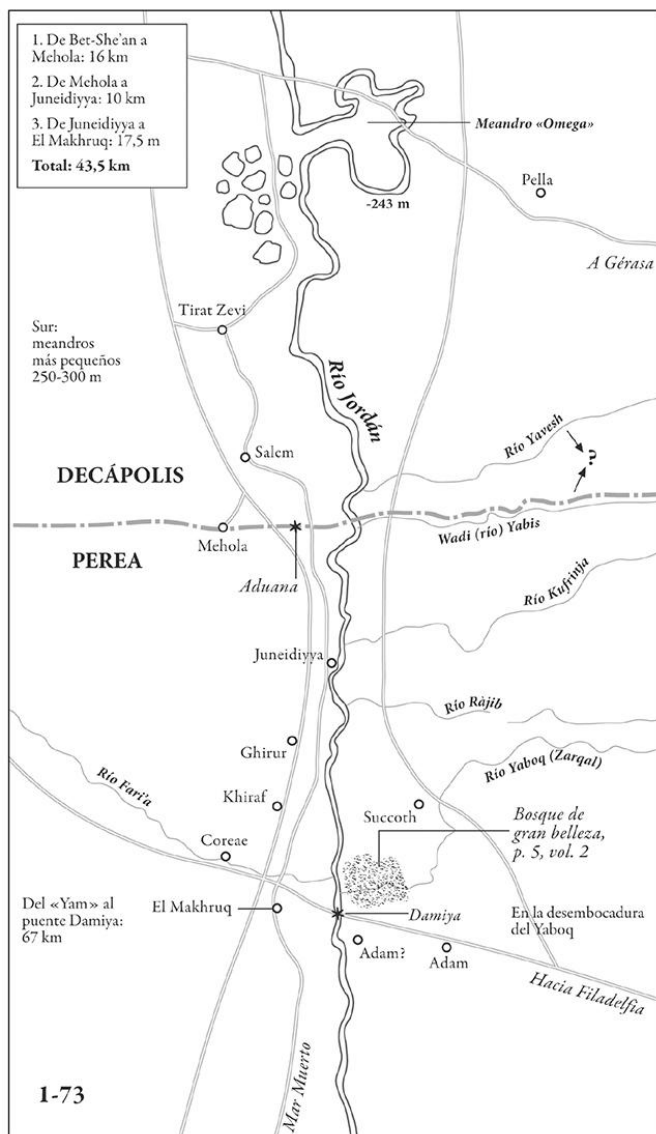 1. De Bet-She'an a
Mehola: 16 km
2. De Mehola a
Juneidiyya: 10 km
3. De Juneidiyya a
El Makhruq: 17,5 m
Total: 43,5 km
Meandro «Omega»
Pella
-243 m
A Gérasa
Tirat Zevi
Sur:
meandros
más pequeños
250-300 m
Río Jordán
Salem
Río Yavesh
?
DECÁPOLIS
Mehola
Wadi (río) Yabis
PEREA
Aduana
Río Kufrinja
Juneidiyya
Río Ràjib
Ghirur
Río Yaboq (Zarqal)
Río Fari'a
Khiraf
Succoth
Bosque de
gran belleza,
p. 5, vol. 2
Coreae
Del «Yam» al
puente Damiya:
67 km
El Makhruq
Damiya
En la desembocadura
del Yaboq
Adam?
Adam
Hacia Filadelfia
Mar Muerto
1-73